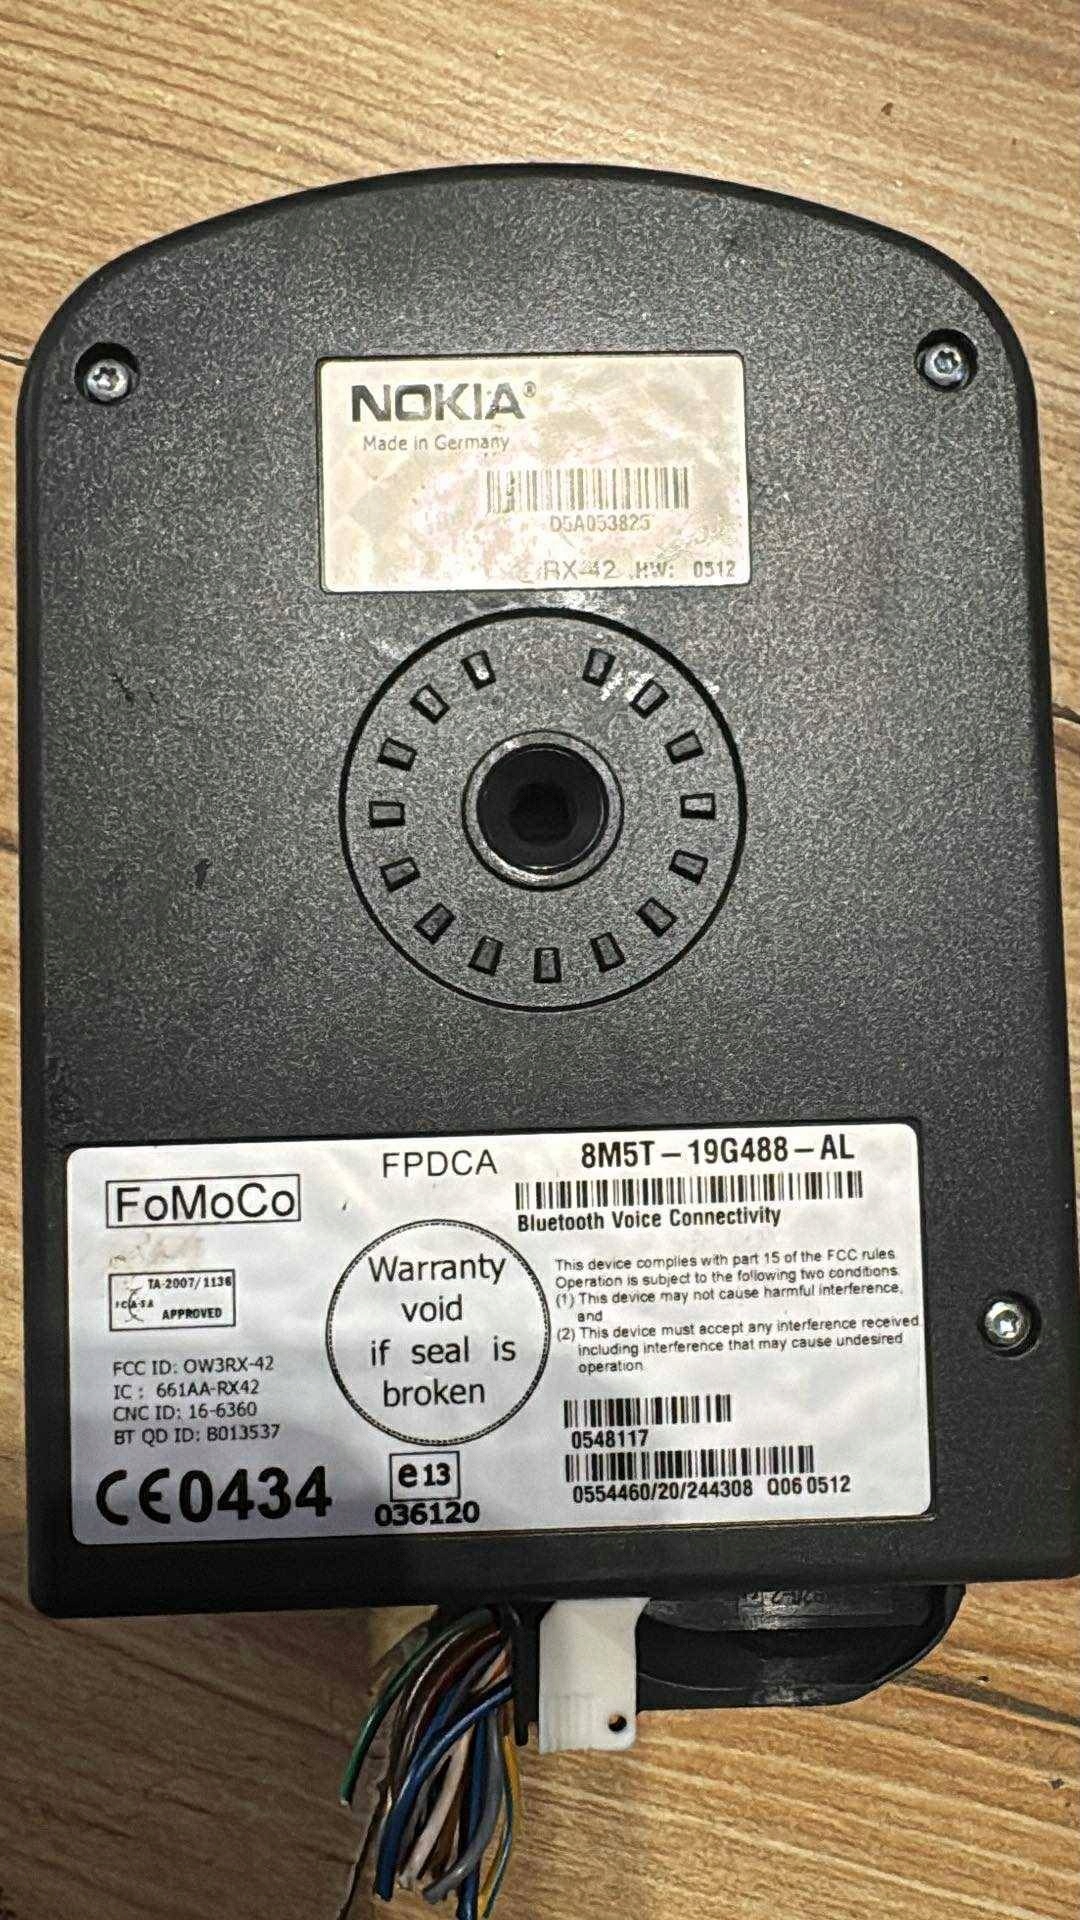 NOKIA®
Made in Germany
D5A053825
RX-42 HW: 0512
FPDCA
8M5T-19G488-AL
FoMoCo
Bluetooth Voice Connectivity
TA-2007/1136
ICASA
APPROVED
Warranty
void
if seal is
broken
This device complies with part 15 of the FCC rules.
Operation is subject to the following two conditions.
(1) This device may not cause harmful interference,
and
(2) This device must accept any interference received
including interference that may cause undesired
operation
FCC ID: OW3RX-42
IC : 661AA-RX42
CNC ID: 16-6360
BT QD ID: B013537
0548117
CE0434
e13
036120
0554460/20/244308 Q06 0512